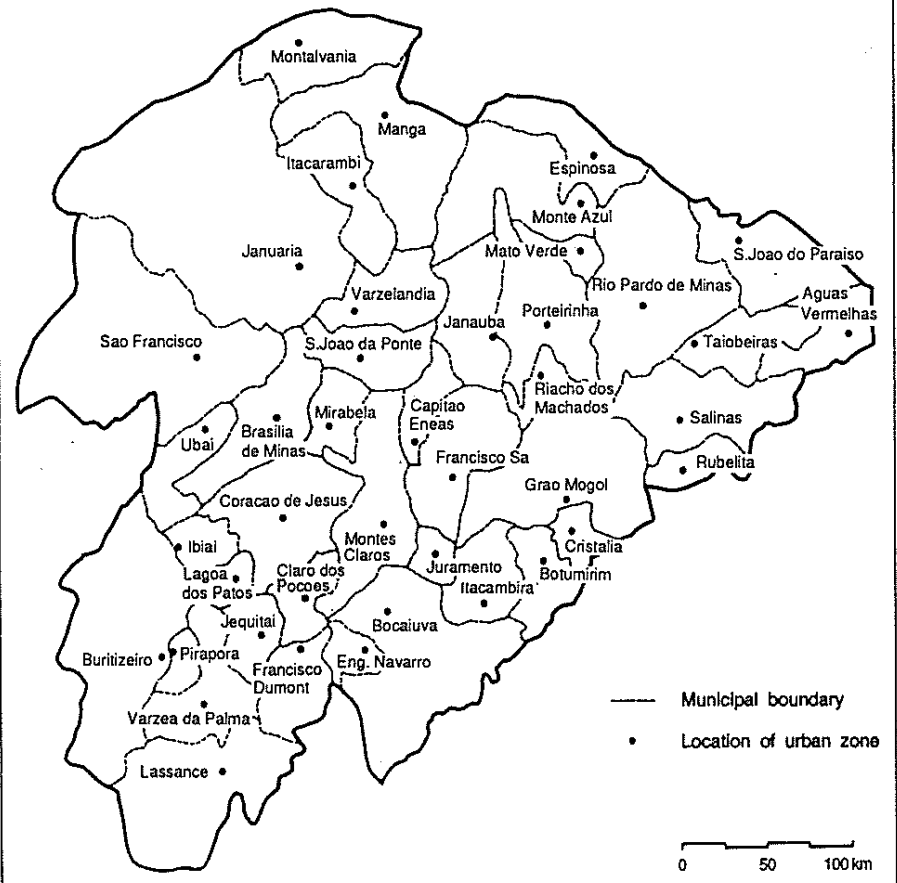 Montalvania
Manga
Itacarambi
Espinosa
Monte Azul
Januaria
Mato Verde
S.Joao do Paraiso
Varzelandia
Rio Pardo de Minas
Aguas
Vermelhas
Porteirinha
Janauba
Sao Francisco
S.Joao da Ponte
Taiobeiras
Riacho dos
Machados
Mirabela
Capitao
Eneas
Salinas
Ubai
Brasilia
de Minas
Francisco Sa
Rubelita
Coracao de Jesus
Grao Mogol
Montes
Claros
Cristalia
Ibiai
Juramento
Botumirim
Lagoa
dos Patos
Claro dos
Pocoes
Itacambira
Jequitai
Bocaiuva
Buritizeiro
Pirapora
Francisco
Dumont
Eng. Navarro
Varzea da Palma
Lassance
Municipal boundary
Location of urban zone
0 50 100 km